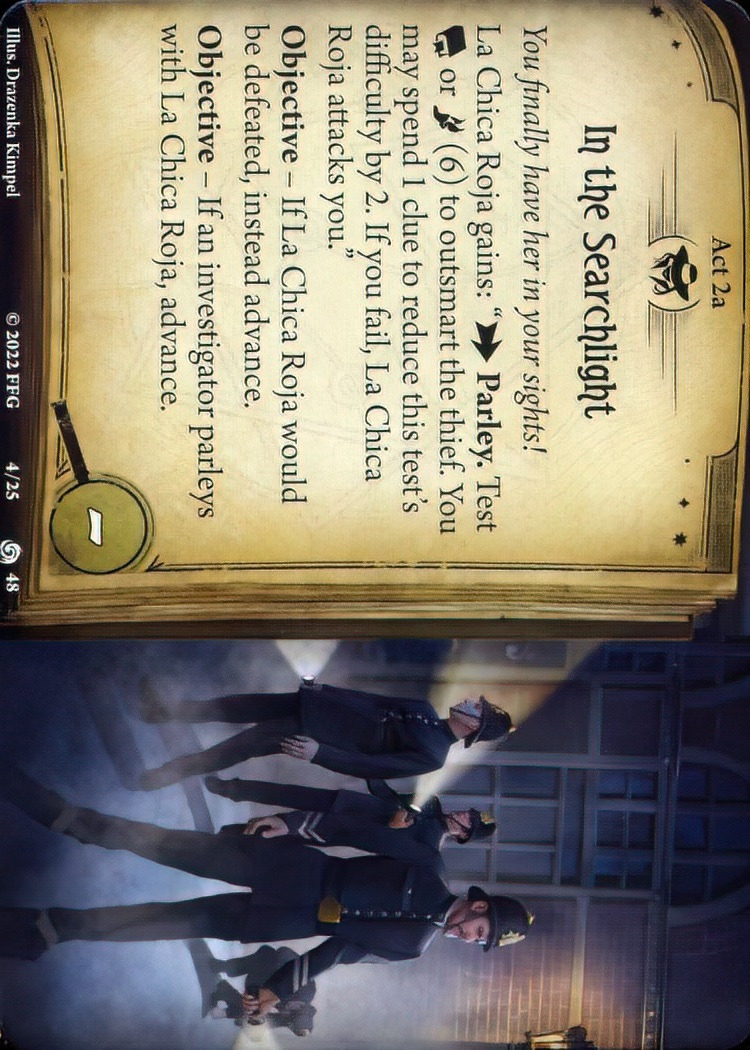 Act 2a
In the Searchlight
You finally have her in your sights!
La Chica Roja gains: “ Parley. Test
or (6) to outsmart the thief. You
may spend 1 clue to reduce this test’s
difficulty by 2. If you fail, La Chica
Roja attacks you.”
Objective – If La Chica Roja would
be defeated, instead advance.
Objective – If an investigator parleys
with La Chica Roja, advance.
–
Illus. Drazenka Kimpel © 2022 FFG 4/25 48